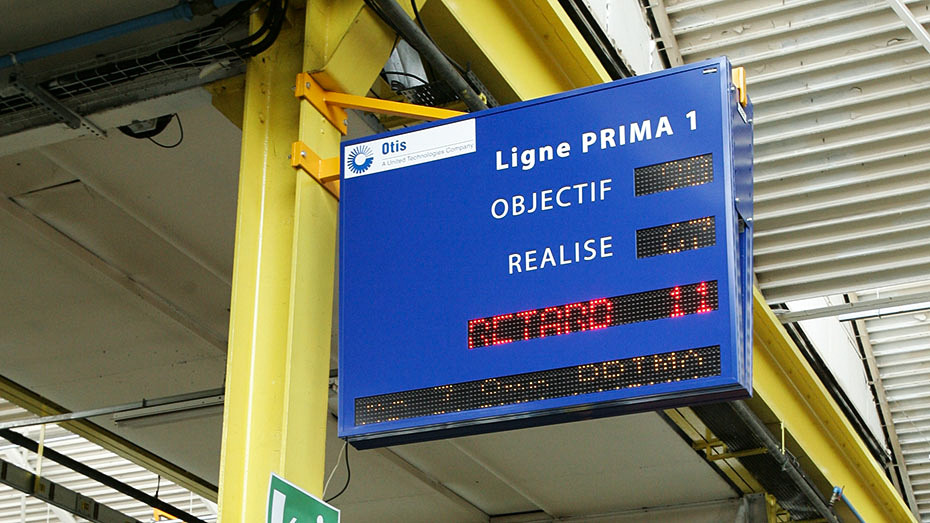 Otis
A United Technologies Company
Ligne PRIMA 1
OBJECTIF
REALISE
RETARD 11